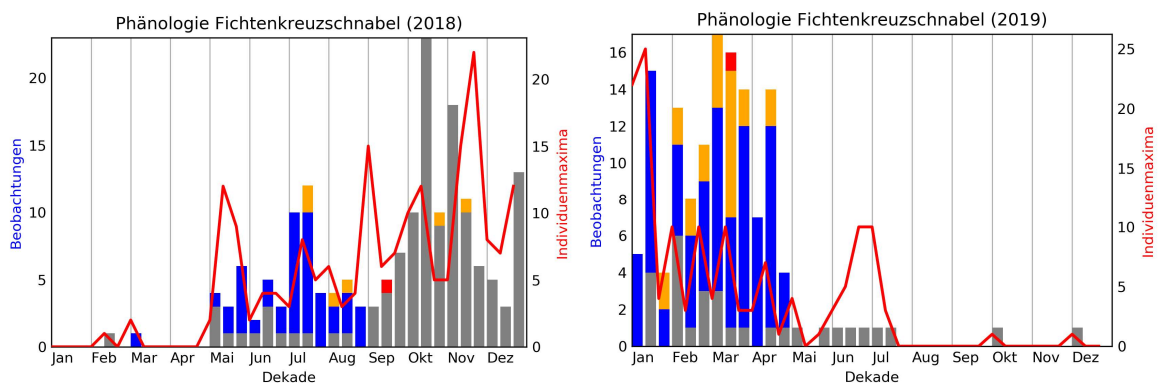 Phänologie Fichtenkreuzschnabel (2018)
20
15
10
5
0
Beobachtungen
20
15
10
5
0
Individuenmaxima
Jan Feb Mar Apr Mai Jun Jul Aug Sep Okt Nov Dez
Dekade
Phänologie Fichtenkreuzschnabel (2019)
16
14
12
10
8
6
4
2
0
Beobachtungen
25
20
15
10
5
0
Individuenmaxima
Jan Feb Mar Apr Mai Jun Jul Aug Sep Okt Nov Dez
Dekade